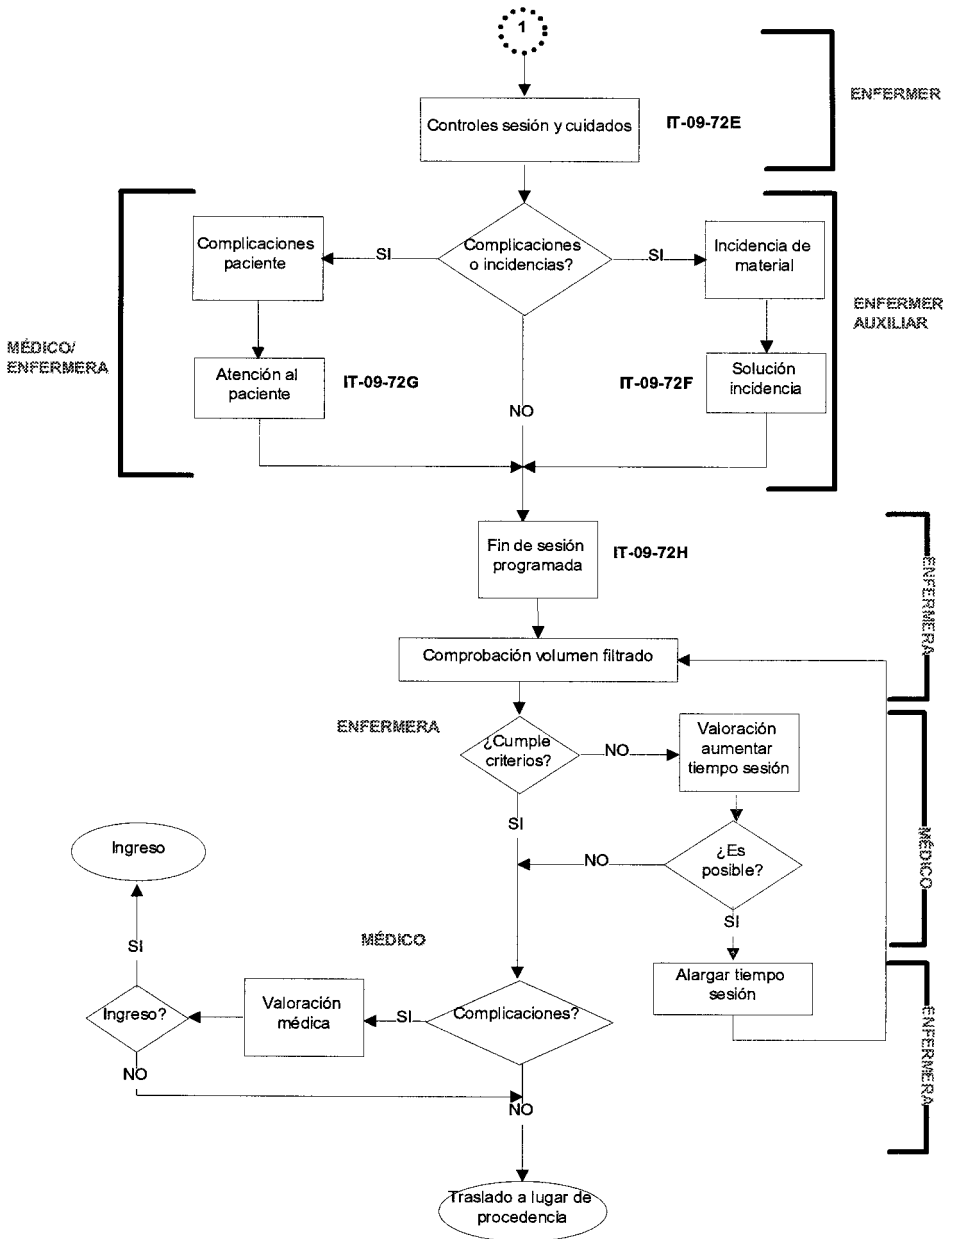 1
ENFERMER
Controles sesión y cuidados
IT-09-72E
Complicaciones
paciente
SI
Complicaciones
o incidencias?
SI
Incidencia de
material
ENFERMER
AUXILIAR
MÉDICO/
ENFERMERA
Atención al
paciente
IT-09-72G
IT-09-72F
Solución
incidencia
NO
Fin de sesión
programada
IT-09-72H
ENFERMERA
Comprobación volumen filtrado
ENFERMERA
¿Cumple
criterios?
NO
Valoración
aumentar
tiempo sesión
SI
MÉDICO
Ingreso
NO
¿Es
posible?
SI
MÉDICO
SI
Alargar tiempo
sesión
Ingreso?
Valoración
médica
SI
Complicaciones?
ENFERMERA
NO
NO
Traslado a lugar de
procedencia